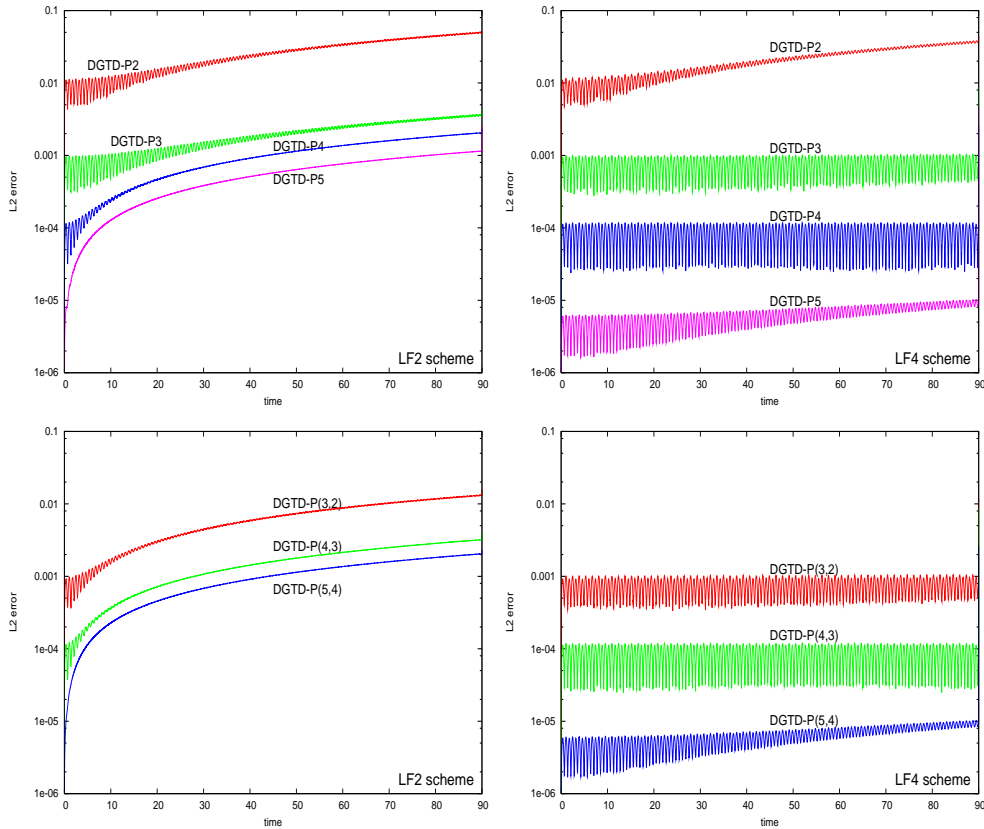 0.1
0.01
0.001
1e-04
1e-05
1e-06
L2 error
DGTD-P2
DGTD-P3
DGTD-P4
DGTD-P5
LF2 scheme
0 10 20 30 40 50 60 70 80 90
time
0.1
0.01
0.001
1e-04
1e-05
1e-06
L2 error
DGTD-P2
DGTD-P3
DGTD-P4
DGTD-P5
LF4 scheme
0 10 20 30 40 50 60 70 80 90
time
0.1
0.01
0.001
1e-04
1e-05
1e-06
L2 error
DGTD-P(3,2)
DGTD-P(4,3)
DGTD-P(5,4)
LF2 scheme
0 10 20 30 40 50 60 70 80 90
time
0.1
0.01
0.001
1e-04
1e-05
1e-06
L2 error
DGTD-P(3,2)
DGTD-P(4,3)
DGTD-P(5,4)
LF4 scheme
0 10 20 30 40 50 60 70 80 90
time